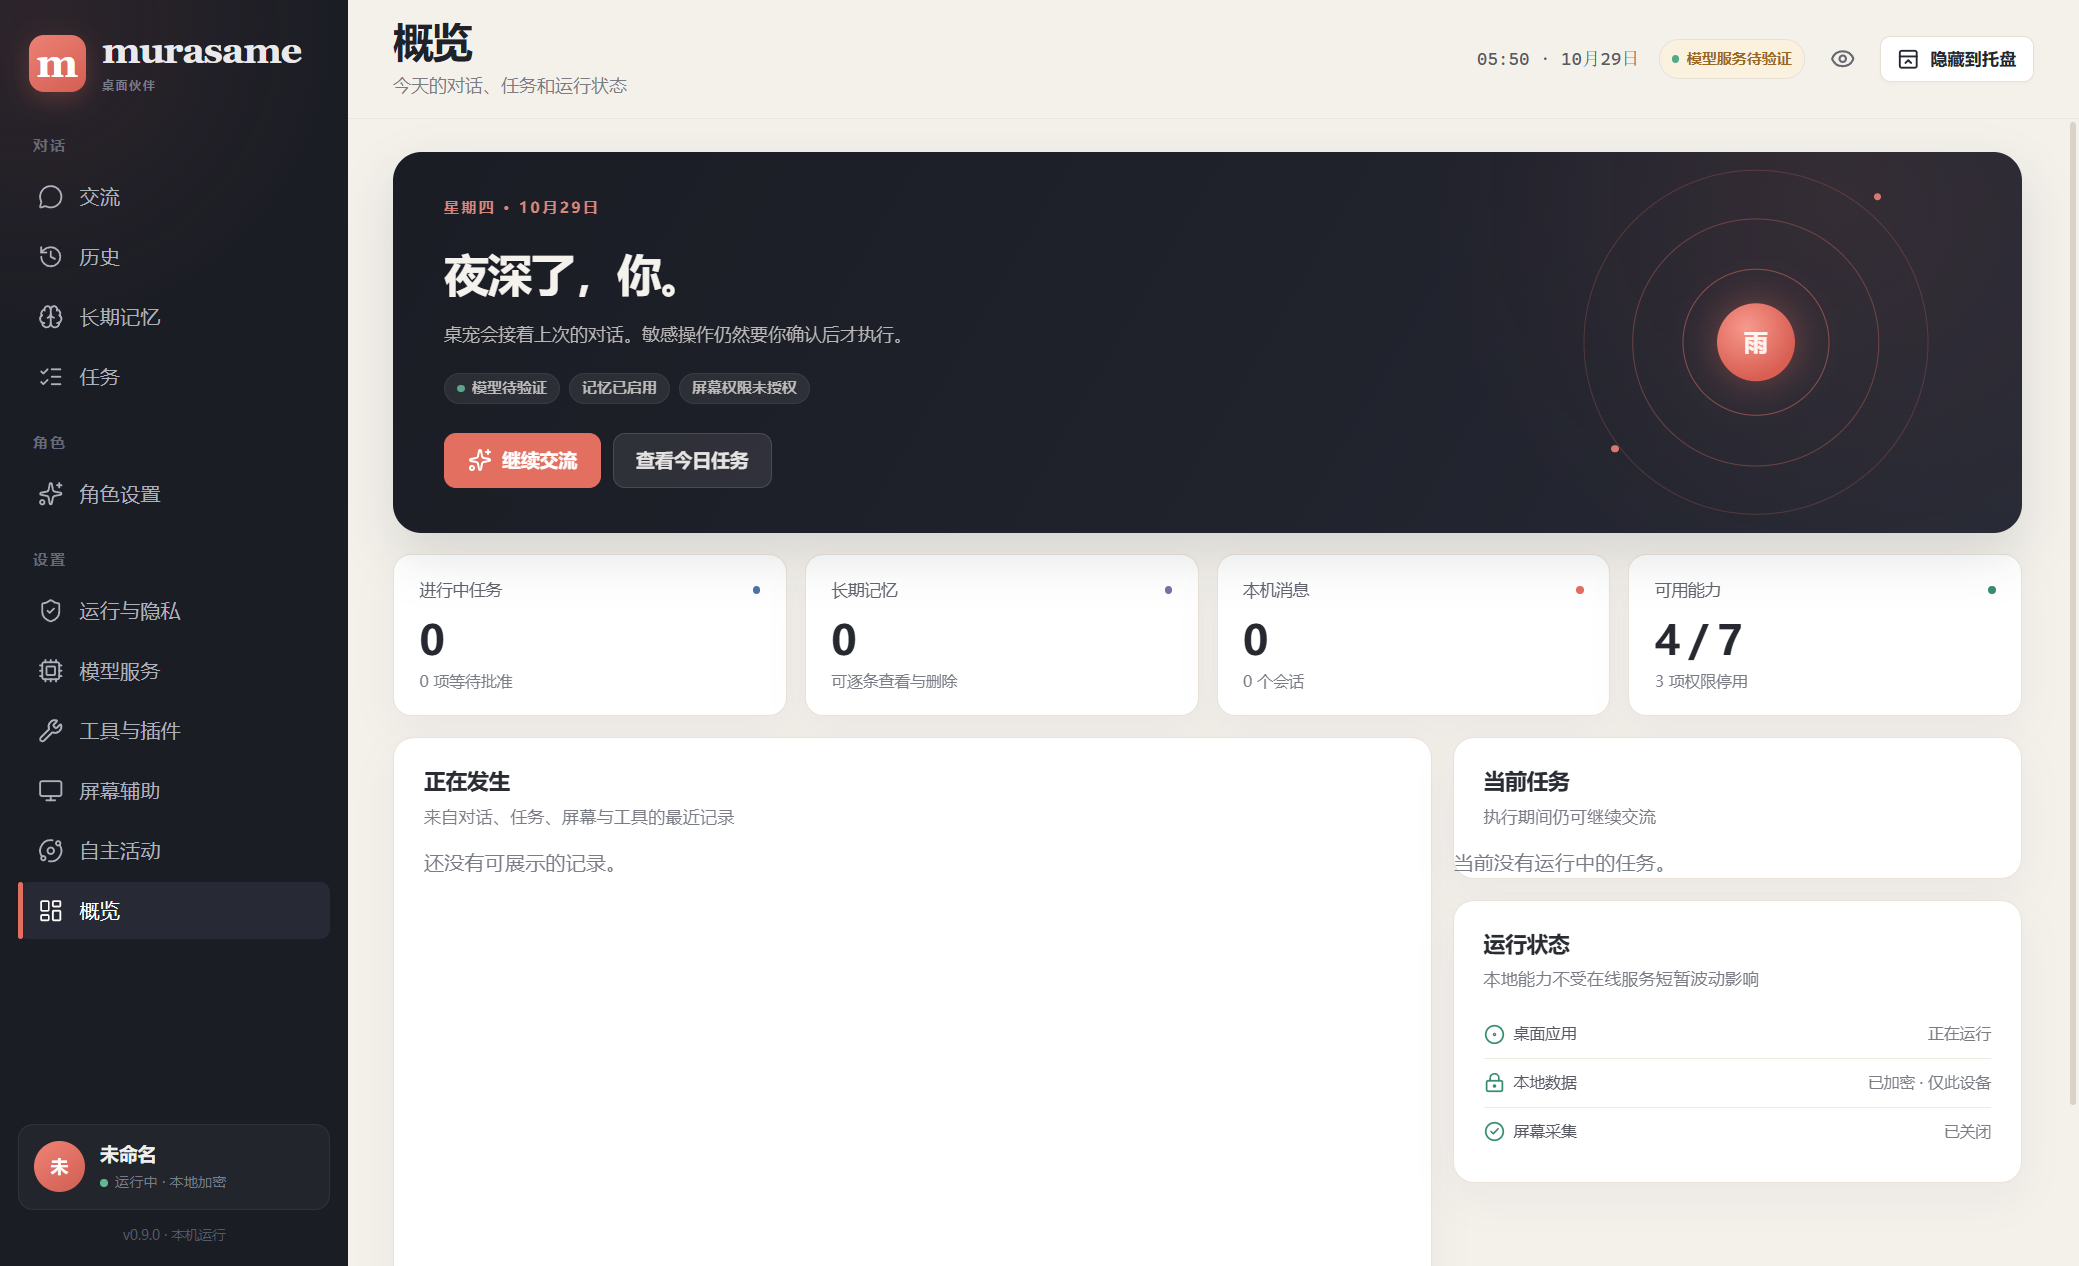 m murasame
桌面伙伴
对话
交流
历史
长期记忆
任务
角色
角色设置
设置
运行与隐私
模型服务
工具与插件
屏幕辅助
自主活动
概览
未 未命名
运行中 · 本地加密
v0.9.0 · 本机运行
概览
今天的对话、任务和运行状态
05:50 · 10月29日
模型服务待验证
隐藏到托盘
星期四 • 10月29日
夜深了，你。
桌宠会接着上次的对话。敏感操作仍然要你确认后才执行。
模型待验证 记忆已启用 屏幕权限未授权
继续交流 查看今日任务
雨
进行中任务
0
0 项等待批准
长期记忆
0
可逐条查看与删除
本机消息
0
0 个会话
可用能力
4 / 7
3 项权限停用
正在发生
来自对话、任务、屏幕与工具的最近记录
还没有可展示的记录。
当前任务
执行期间仍可继续交流
当前没有运行中的任务。
运行状态
本地能力不受在线服务短暂波动影响
桌面应用 正在运行
本地数据 已加密 · 仅此设备
屏幕采集 已关闭